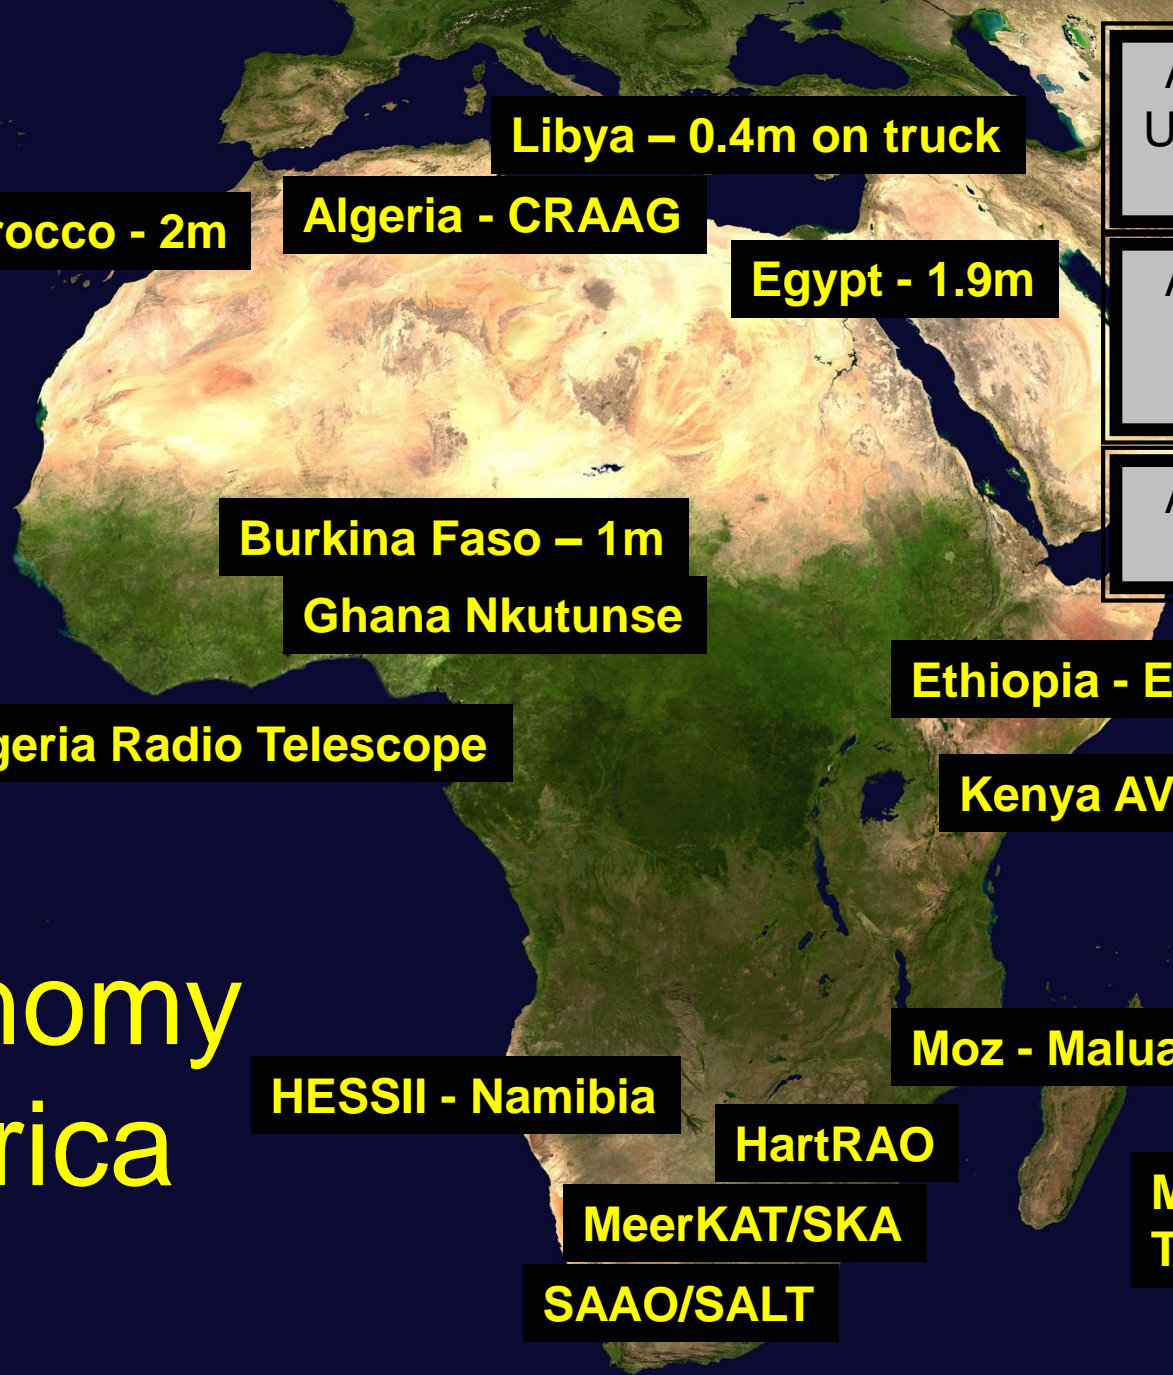 Libya – 0.4m on truck
rocco - 2m
Algeria - CRAAG
Egypt - 1.9m
Burkina Faso – 1m
Ghana Nkutunse
Ethiopia - E
geria Radio Telescope
Kenya AV
nomy
rica
Moz - Malua
HESSII - Namibia
HartRAO
MeerKAT/SKA
SAAO/SALT
M
T
A
U
A
A